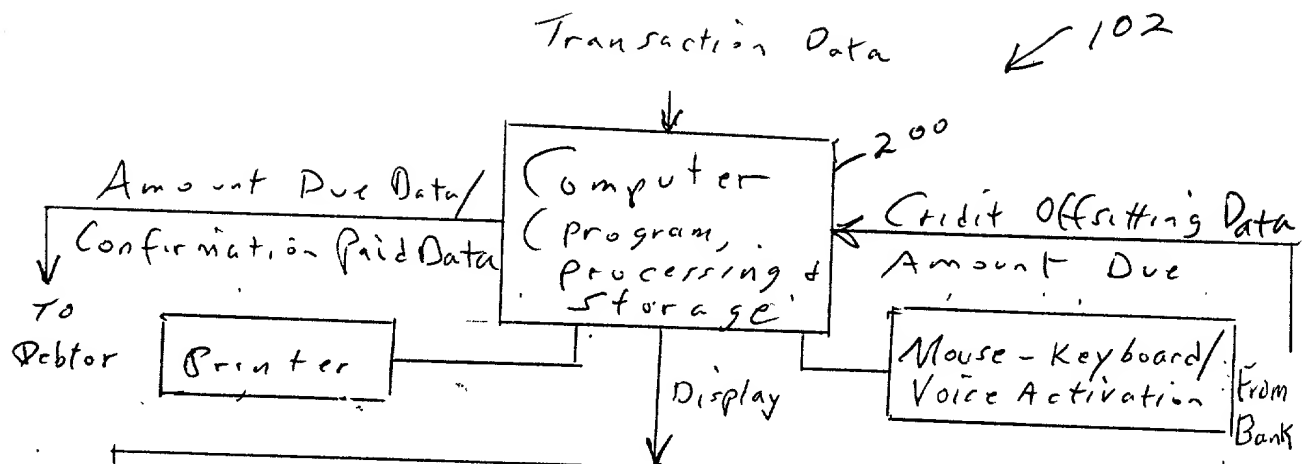 Transaction Data
102
200
Computer
(program,
processing &
storage
Amount Due Data/
Confirmation Paid Data
To
Debtor
Credit Offsetting Data
Amount Due
Printer
Display
Mouse-Keyboard/
Voice Activation
From
Bank